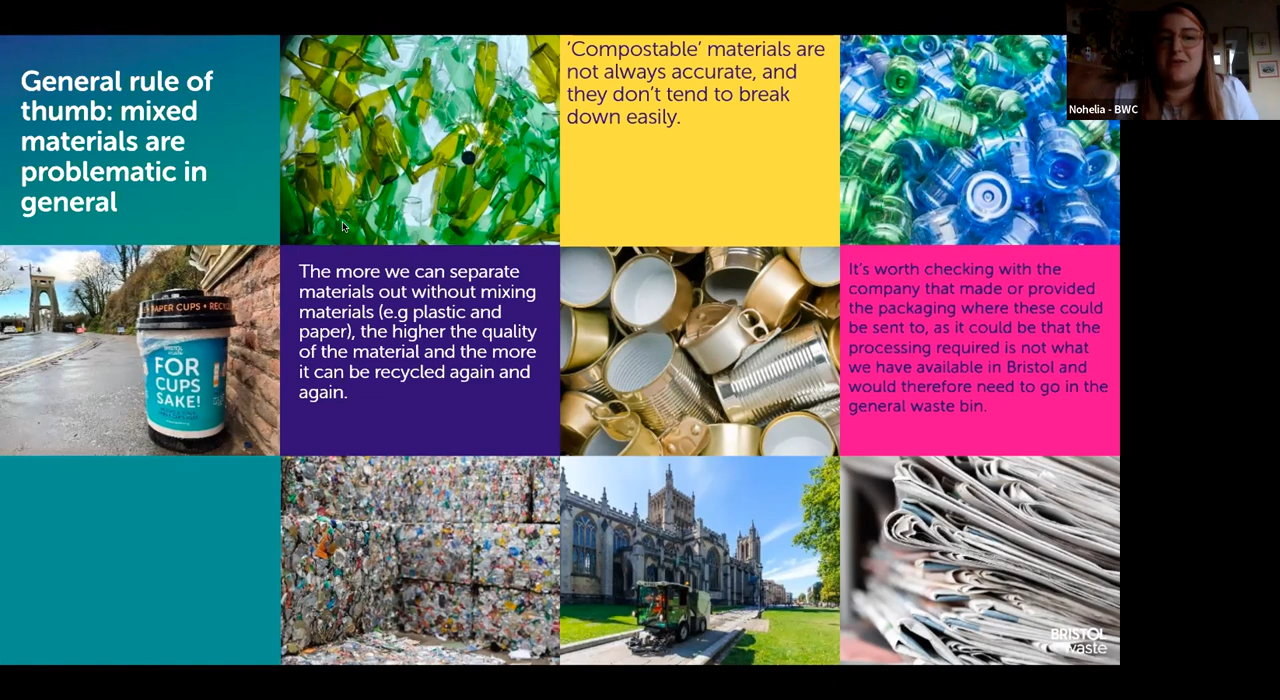 General rule of
thumb: mixed
materials are
problematic in
general
‘Compostable’ materials are
not always accurate, and
they don’t tend to break
down easily.
Nohelia - BWC
PAPER CUPS •
BRISTOL
waste
FOR
CUPS
SAKE!
The more we can separate
materials out without mixing
materials (e.g plastic and
paper), the higher the quality
of the material and the more
it can be recycled again and
again.
It’s worth checking with the
company that made or provided
the packaging where these could
be sent to, as it could be that the
processing required is not what
we have available in Bristol and
would therefore need to go in the
general waste bin.
BRISTOL
waste